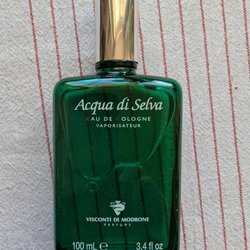 Acqua di Selva
EAU DE COLOGNE
VAPORISATEUR
VISCONTI DI MODRONE
PARFUMS
100 mL e 3.4 fl oz